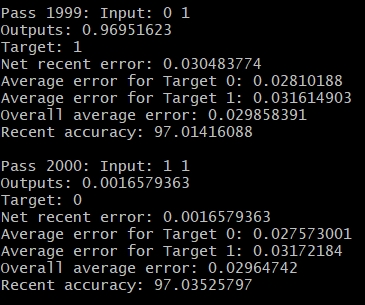 Pass 1999: Input: 0 1
Outputs: 0.96951623
Target: 1
Net recent error: 0.030483774
Average error for Target 0: 0.02810188
Average error for Target 1: 0.031614903
Overall average error: 0.029858391
Recent accuracy: 97.01416088
Pass 2000: Input: 1 1
Outputs: 0.0016579363
Target: 0
Net recent error: 0.0016579363
Average error for Target 0: 0.027573001
Average error for Target 1: 0.03172184
Overall average error: 0.02964742
Recent accuracy: 97.03525797